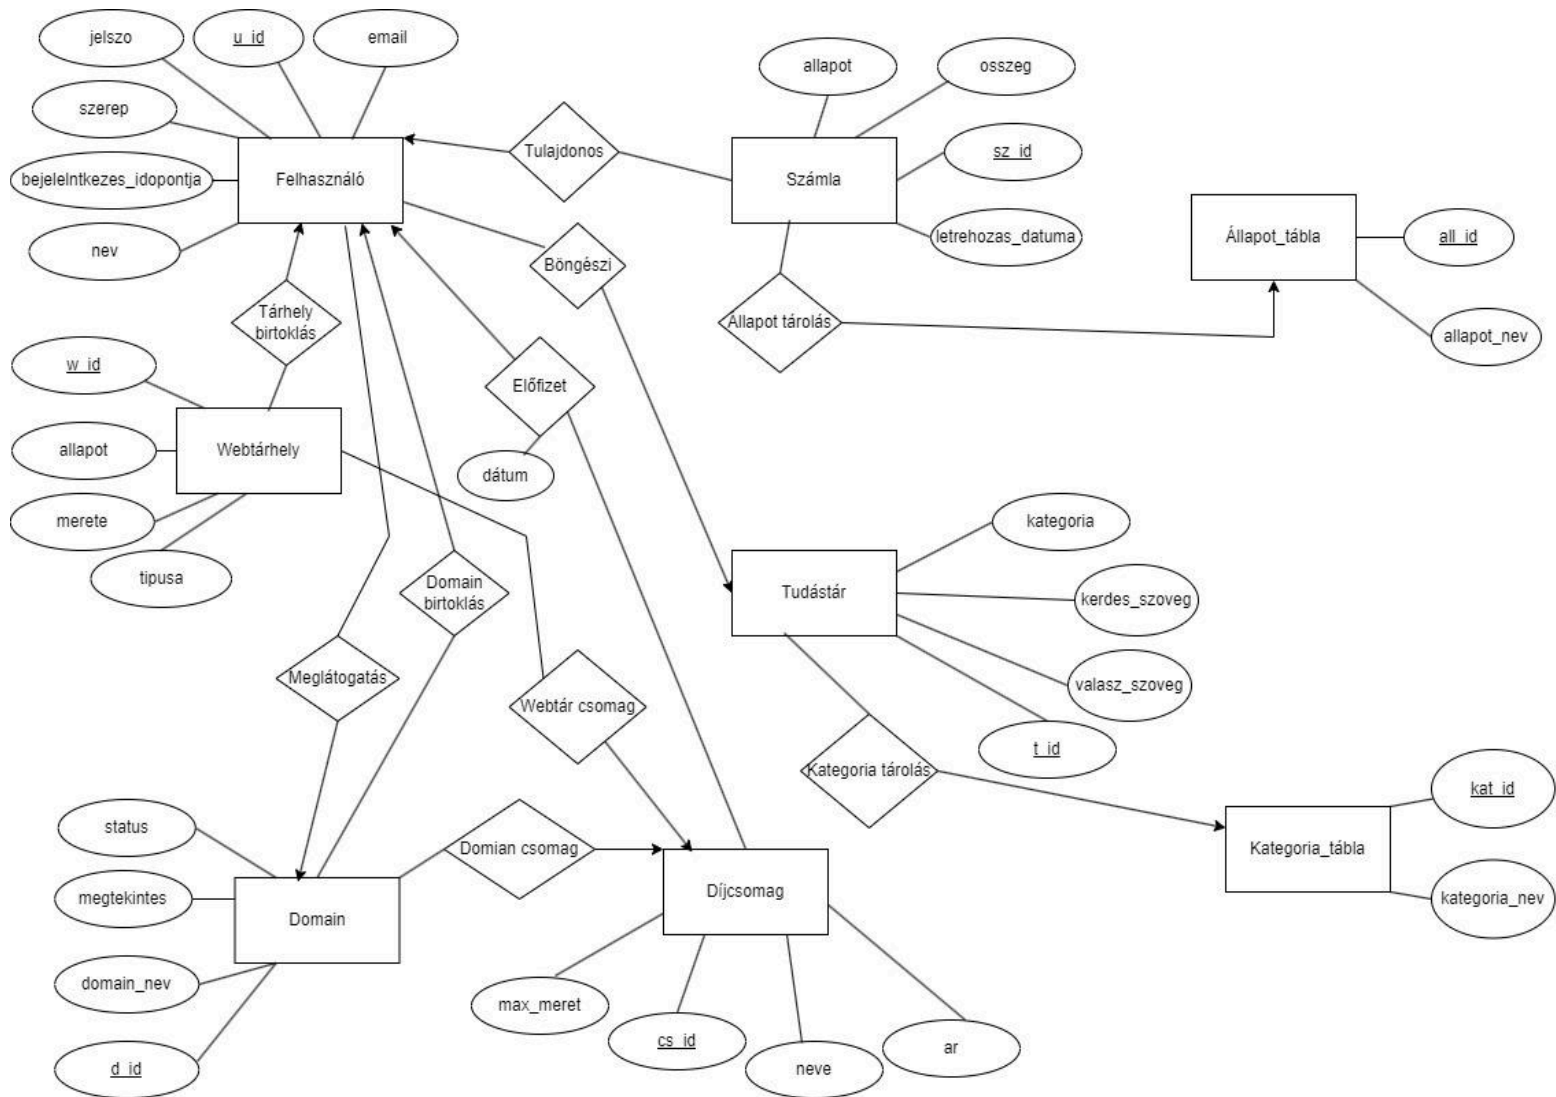 jelszo
u_id
email
allapot
osszeg
szerep
Tulajdonos
sz_id
bejelelntkezes_idopontja
Felhasználó
Számla
nev
Böngészi
letrehozas_datuma
Állapot_tábla
all_id
Tárhely
birtoklás
Allapot tárolás
allapot_nev
w_id
Előfizet
allapot
Webtárhely
dátum
merete
kategoria
tipusa
Domain
birtoklás
Tudástár
kerdes_szoveg
Meglátogatás
valasz_szoveg
Webtár csomag
t_id
Kategoria tárolás
kat_id
status
Domian csomag
Kategoria_tábla
megtekintes
Domain
Díjcsomag
kategoria_nev
domain_nev
max_meret
cs_id
ar
d_id
neve